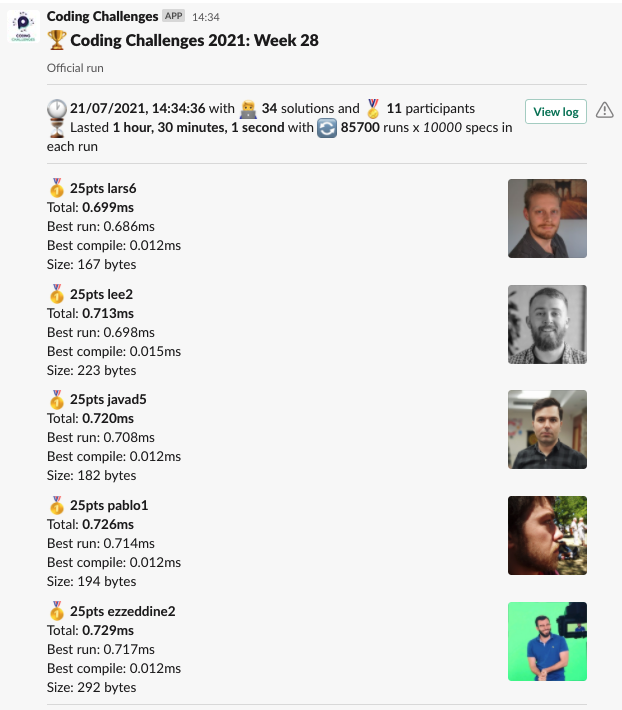 Coding Challenges APP 14:34
Coding Challenges 2021: Week 28
Official run
21/07/2021, 14:34:36 with 34 solutions and 11 participants
View log
Lasted 1 hour, 30 minutes, 1 second with 85700 runs x 10000 specs in
each run
25pts lars6
Total: 0.699ms
Best run: 0.686ms
Best compile: 0.012ms
Size: 167 bytes
25pts lee2
Total: 0.713ms
Best run: 0.698ms
Best compile: 0.015ms
Size: 223 bytes
25pts javad5
Total: 0.720ms
Best run: 0.708ms
Best compile: 0.012ms
Size: 182 bytes
25pts pablo1
Total: 0.726ms
Best run: 0.714ms
Best compile: 0.012ms
Size: 194 bytes
25pts ezzeddine2
Total: 0.729ms
Best run: 0.717ms
Best compile: 0.012ms
Size: 292 bytes